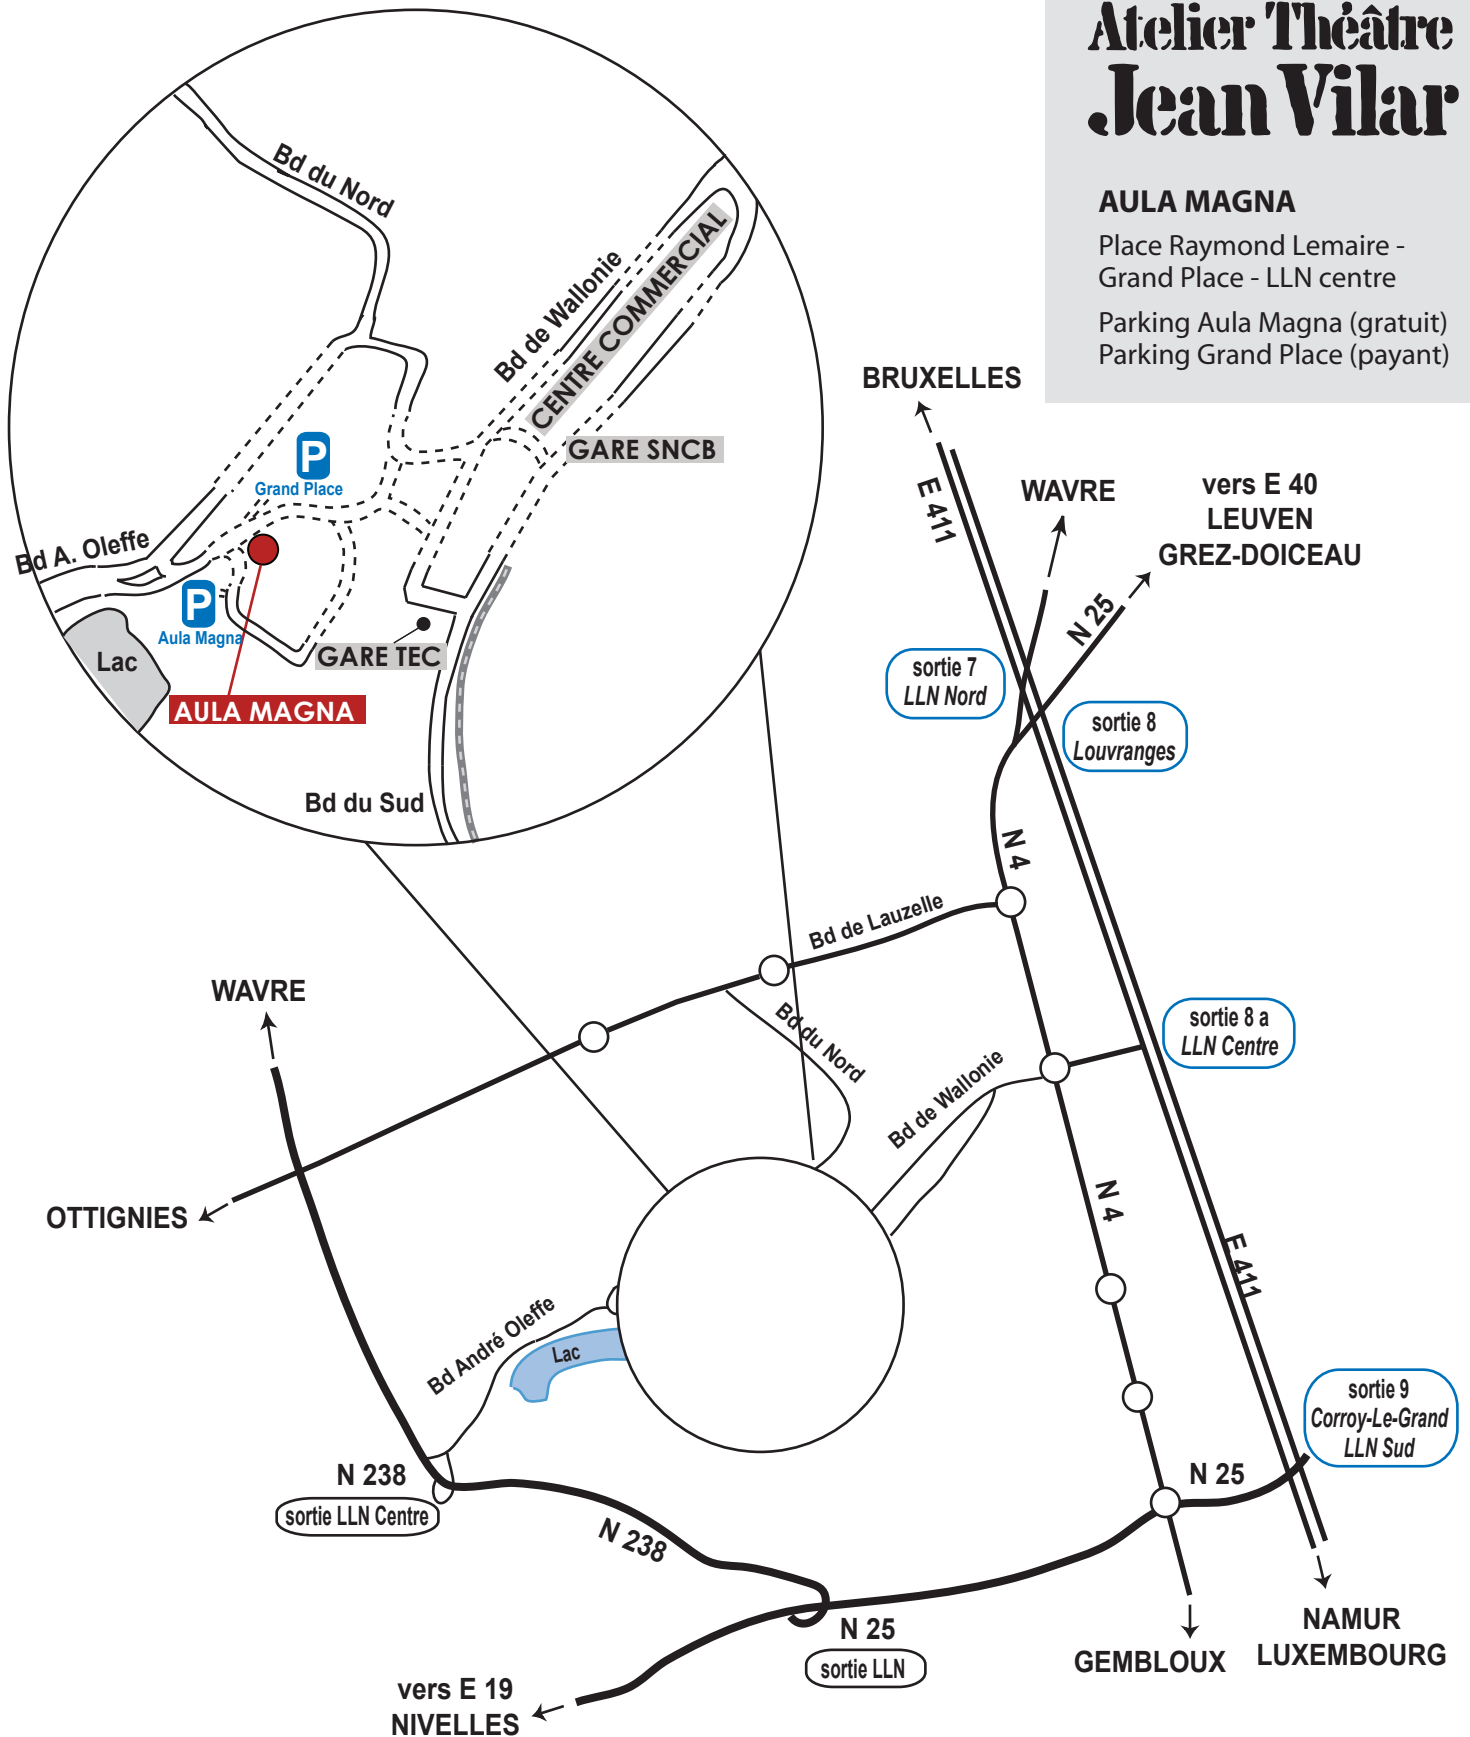 Atelier Théâtre
Jean Vilar
AULA MAGNA
Place Raymond Lemaire -
Grand Place - LLN centre
Parking Aula Magna (gratuit)
Parking Grand Place (payant)
Bd du Nord
Bd de Wallonie
CENTRE COMMERCIAL
GARE SNCB
P
Grand Place
Bd A. Oleffe
P
Aula Magna
Lac
GARE TEC
AULA MAGNA
Bd du Sud
BRUXELLES
E 411
WAVRE
vers E 40
LEUVEN
GREZ-DOICEAU
N 25
sortie 7
LLN Nord
sortie 8
Louvranges
N 4
Bd de Lauzelle
WAVRE
Bd du Nord
sortie 8 a
LLN Centre
Bd de Wallonie
OTTIGNIES
N 4
E 411
Bd André Oleffe
Lac
sortie 9
Corroy-Le-Grand
LLN Sud
N 238
sortie LLN Centre
N 25
N 238
N 25
sortie LLN
GEMBLOUX
NAMUR
LUXEMBOURG
vers E 19
NIVELLES